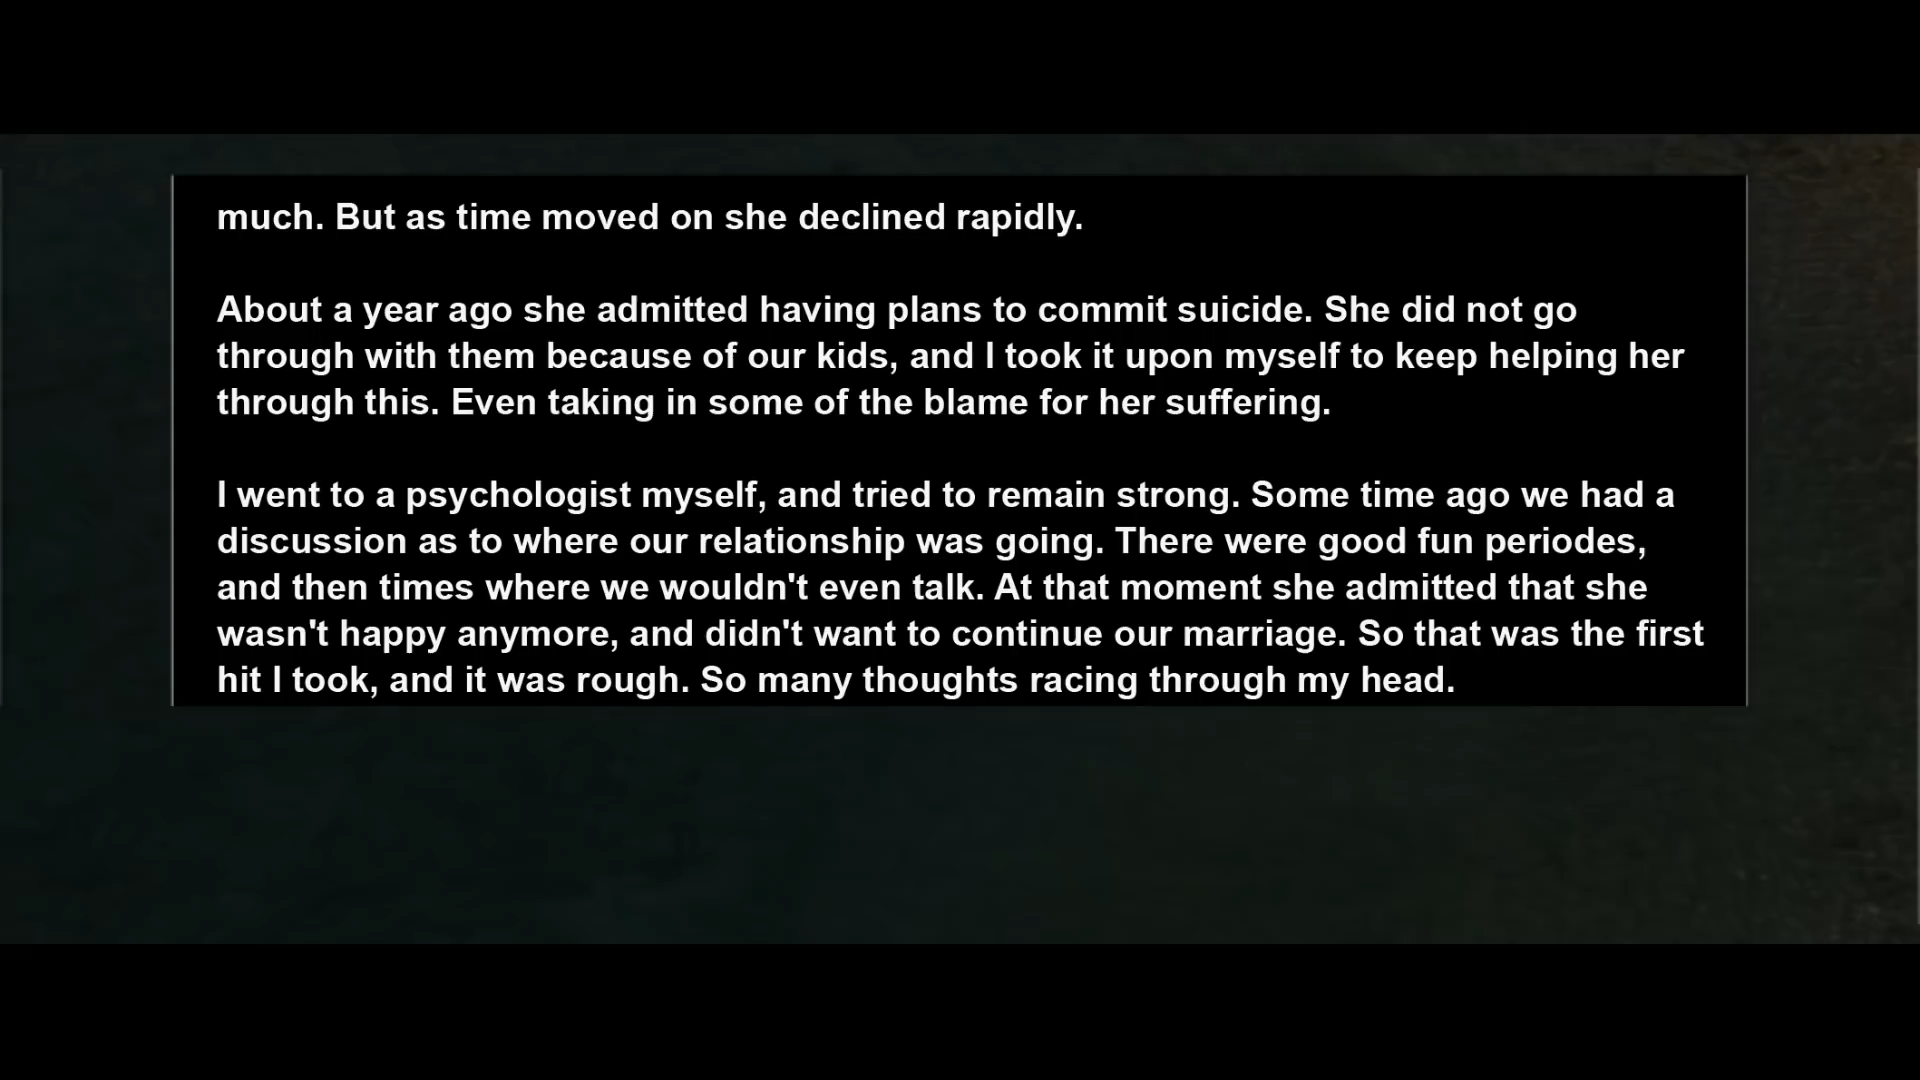 much. But as time moved on she declined rapidly.
About a year ago she admitted having plans to commit suicide. She did not go
through with them because of our kids, and I took it upon myself to keep helping her
through this. Even taking in some of the blame for her suffering.
I went to a psychologist myself, and tried to remain strong. Some time ago we had a
discussion as to where our relationship was going. There were good fun periodes,
and then times where we wouldn't even talk. At that moment she admitted that she
wasn't happy anymore, and didn't want to continue our marriage. So that was the first
hit I took, and it was rough. So many thoughts racing through my head.